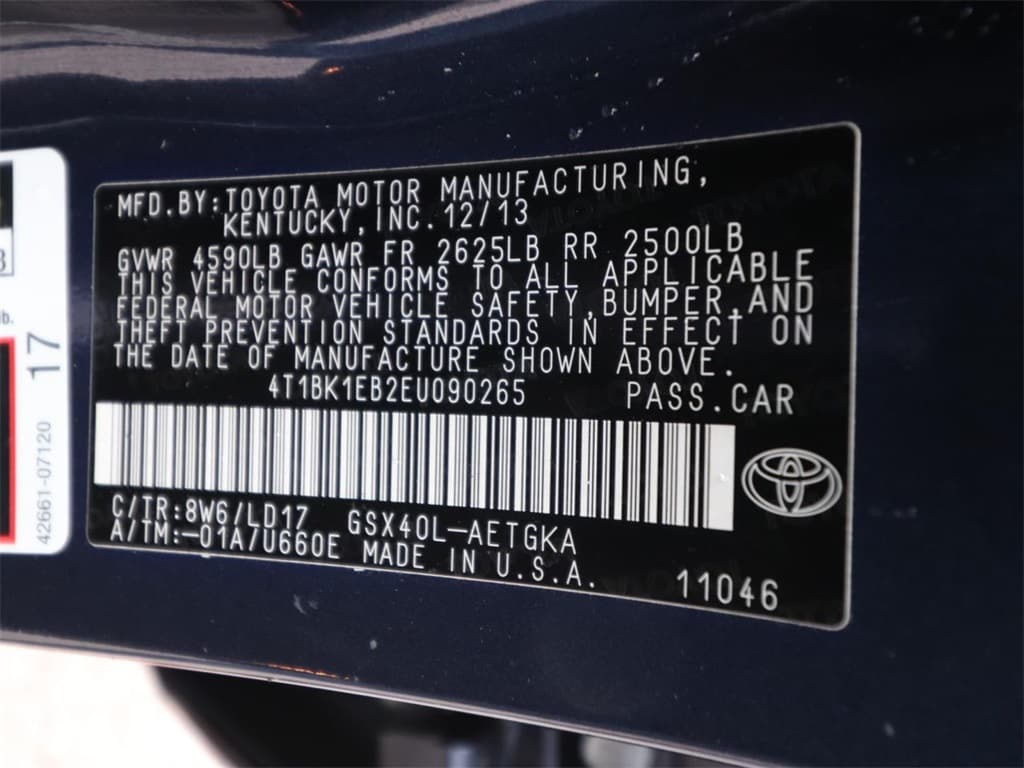 MFD.BY:TOYOTA MOTOR MANUFACTURING,
KENTUCKY,INC.12/13
GVWR 4590LB GAWR FR 2625LB RR 2500LB
THIS VEHICLE CONFORMS TO ALL APPLICABLE
FEDERAL MOTOR VEHICLE SAFETY,BUMPER,AND
THEFT PREVENTION STANDARDS IN EFFECT ON
THE DATE OF MANUFACTURE SHOWN ABOVE.
4T1BK1EB2EU090265 PASS.CAR
C/TR:8W6/LD17 GSX40L-AETGKA
A/TM:-01A/U660E MADE IN U.S.A.
11046
17
42661-07120